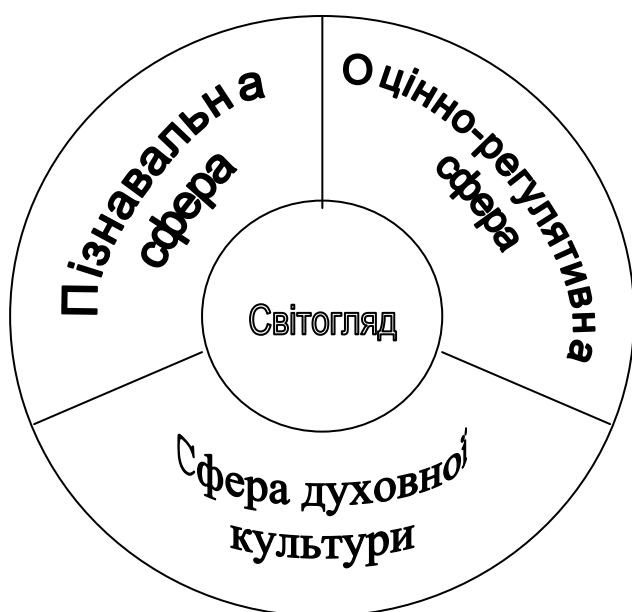 Пізнавальна
сфера
Оцінно-регулятивна
сфера
Світогляд
Сфера духовної
культури